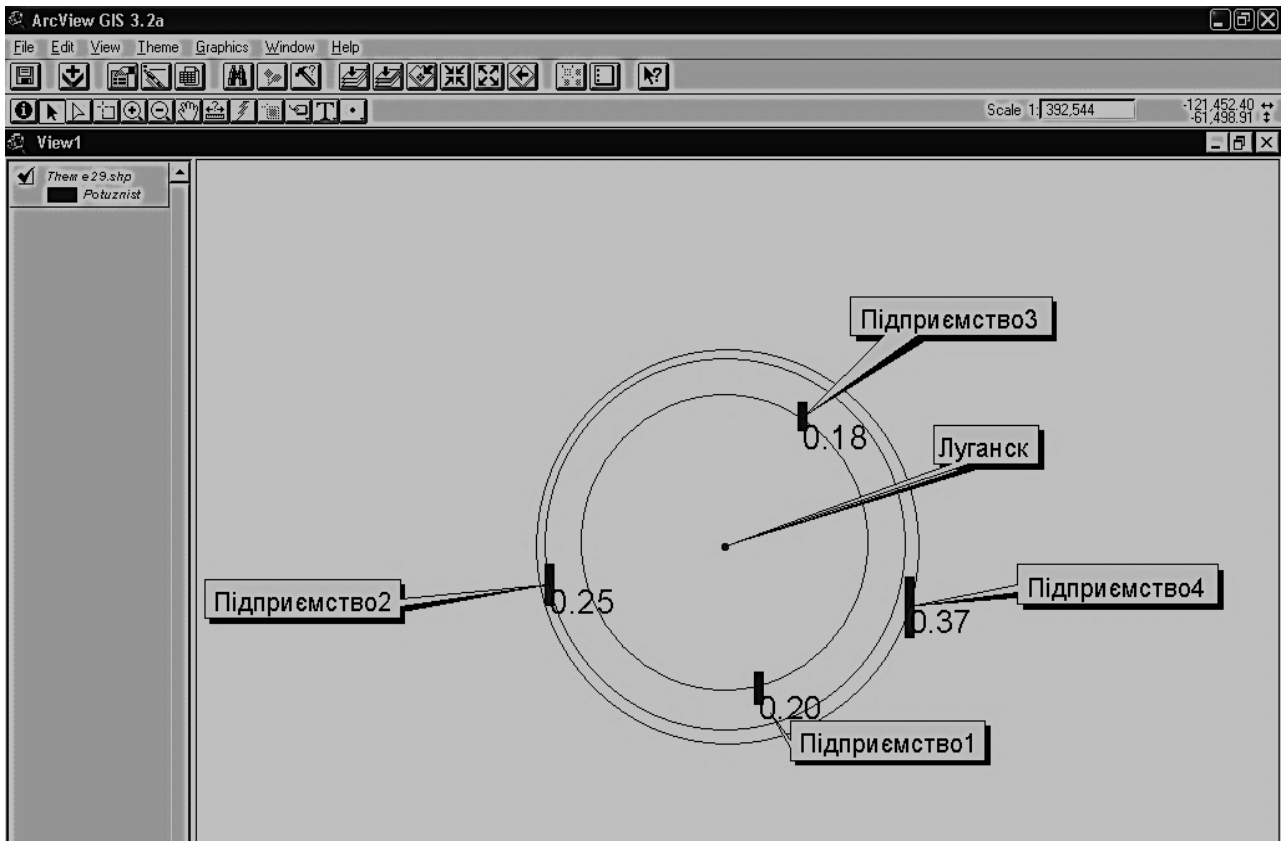 ArcView GIS 3.2a
File Edit View Theme Graphics Window Help
Scale 1: 392,544
-121,452.40
-61,498.91
View1
Theme29.shp
Potuznist
Підприємство3
0.18
Луганск
Підприємство2
0.25
Підприємство4
0.37
0.20
Підприємство1